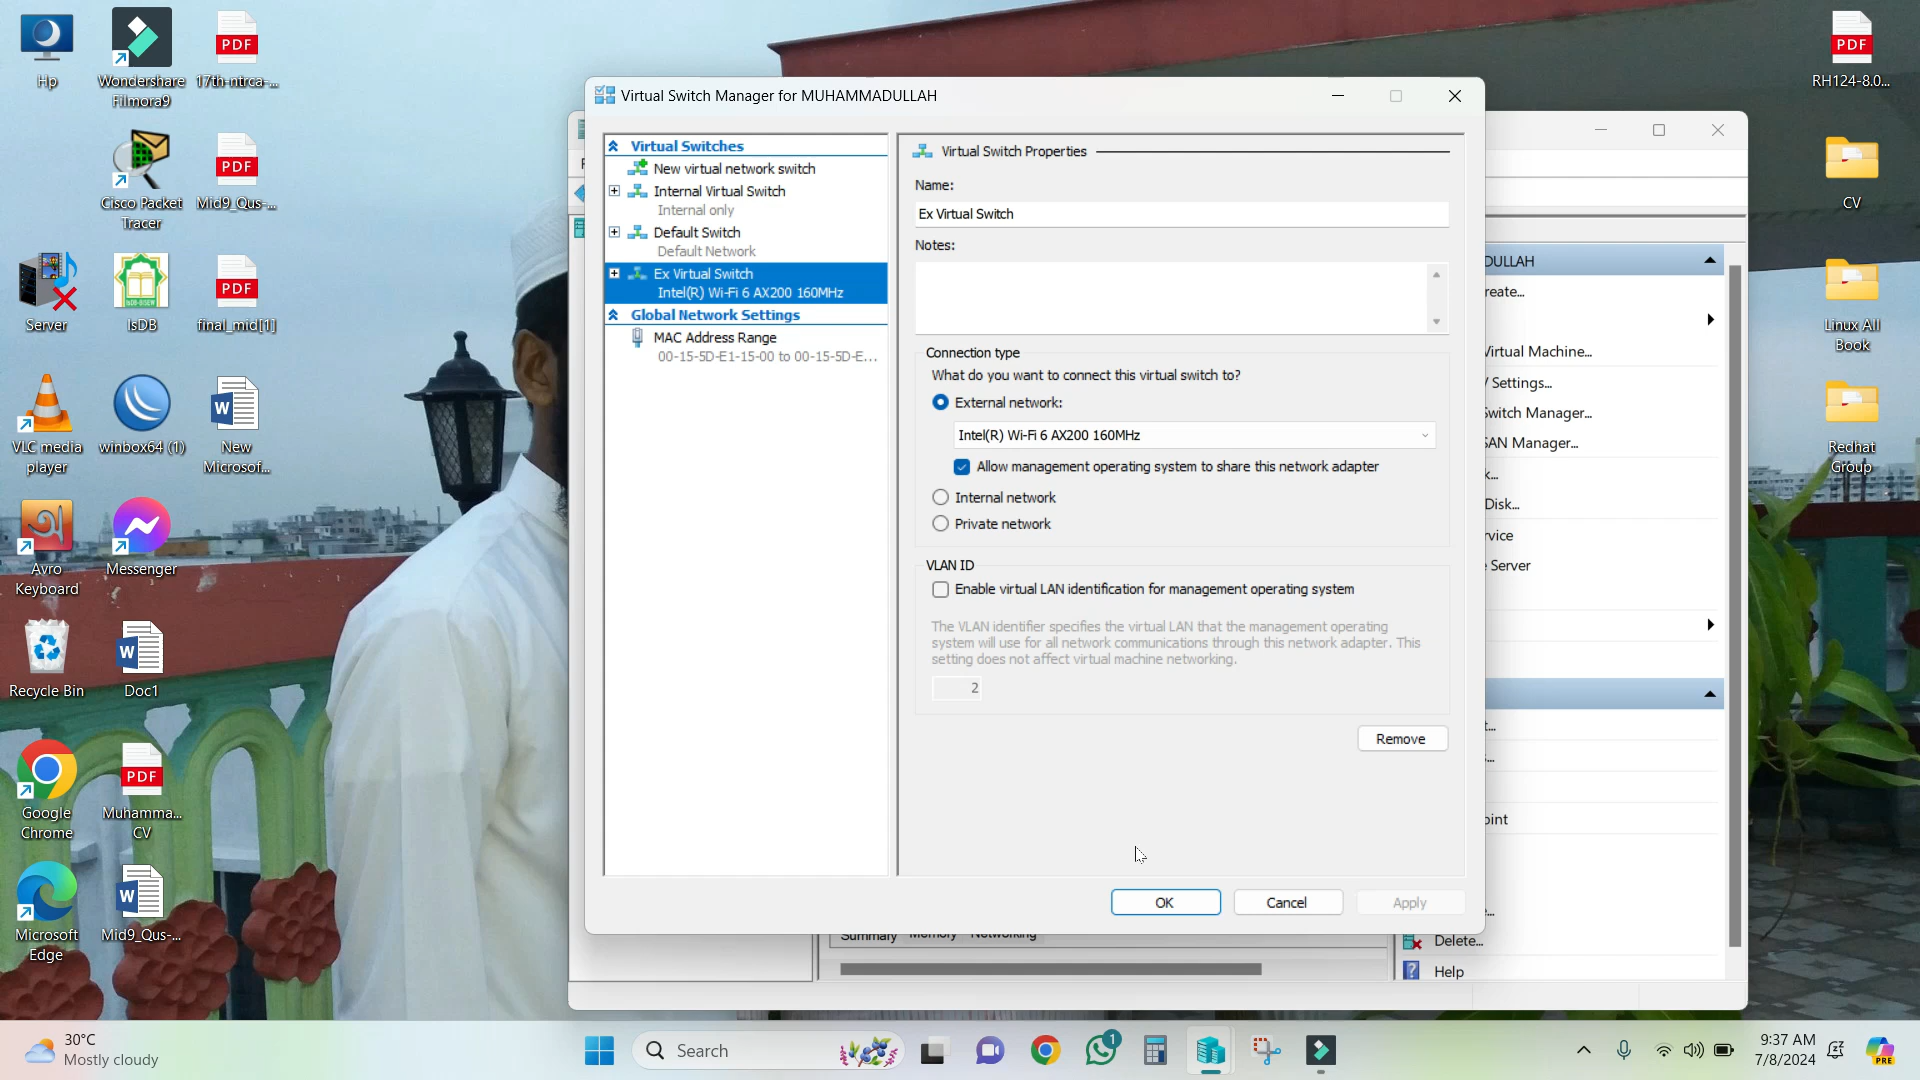 Hp
Wondershare
Filmora9
17th-ntrca-...
Cisco Packet
Tracer
Mid9_Qus-...
Server
IsDB
final_mid[1]
VLC media
player
winbox64 (1)
New
Microsof...
Avro
Keyboard
Messenger
Recycle Bin
Doc1
Google
Chrome
PDF
Muhamma...
CV
Microsoft
Edge
Mid9_Qus-...
PDF
PDF
PDF
Virtual Switch Manager for MUHAMMADULLAH
Virtual Switches
New virtual network switch
Internal Virtual Switch
Internal only
Default Switch
Default Network
Ex Virtual Switch
Intel(R) Wi-Fi 6 AX200 160MHz
Global Network Settings
MAC Address Range
00-15-5D-E1-15-00 to 00-15-5D-E...
Virtual Switch Properties
Name:
Ex Virtual Switch
Notes:
Connection type
What do you want to connect this virtual switch to?
External network:
Intel(R) Wi-Fi 6 AX200 160MHz
Allow management operating system to share this network adapter
Internal network
Private network
VLAN ID
Enable virtual LAN identification for management operating system
The VLAN identifier specifies the virtual LAN that the management operating
system will use for all network communications through this network adapter. This
setting does not affect virtual machine networking.
2
Remove
OK
Cancel
Apply
DULLAH
reate...
Virtual Machine...
Settings...
Switch Manager...
SAN Manager...
k...
Disk...
rvice
Server
t...
oint
Delete...
Help
Summary Memory Networking
PDF
RH124-8.0...
CV
Linux All
Book
Redhat
Group
30°C
Mostly cloudy
Search
1
9:37 AM
7/8/2024
PRE